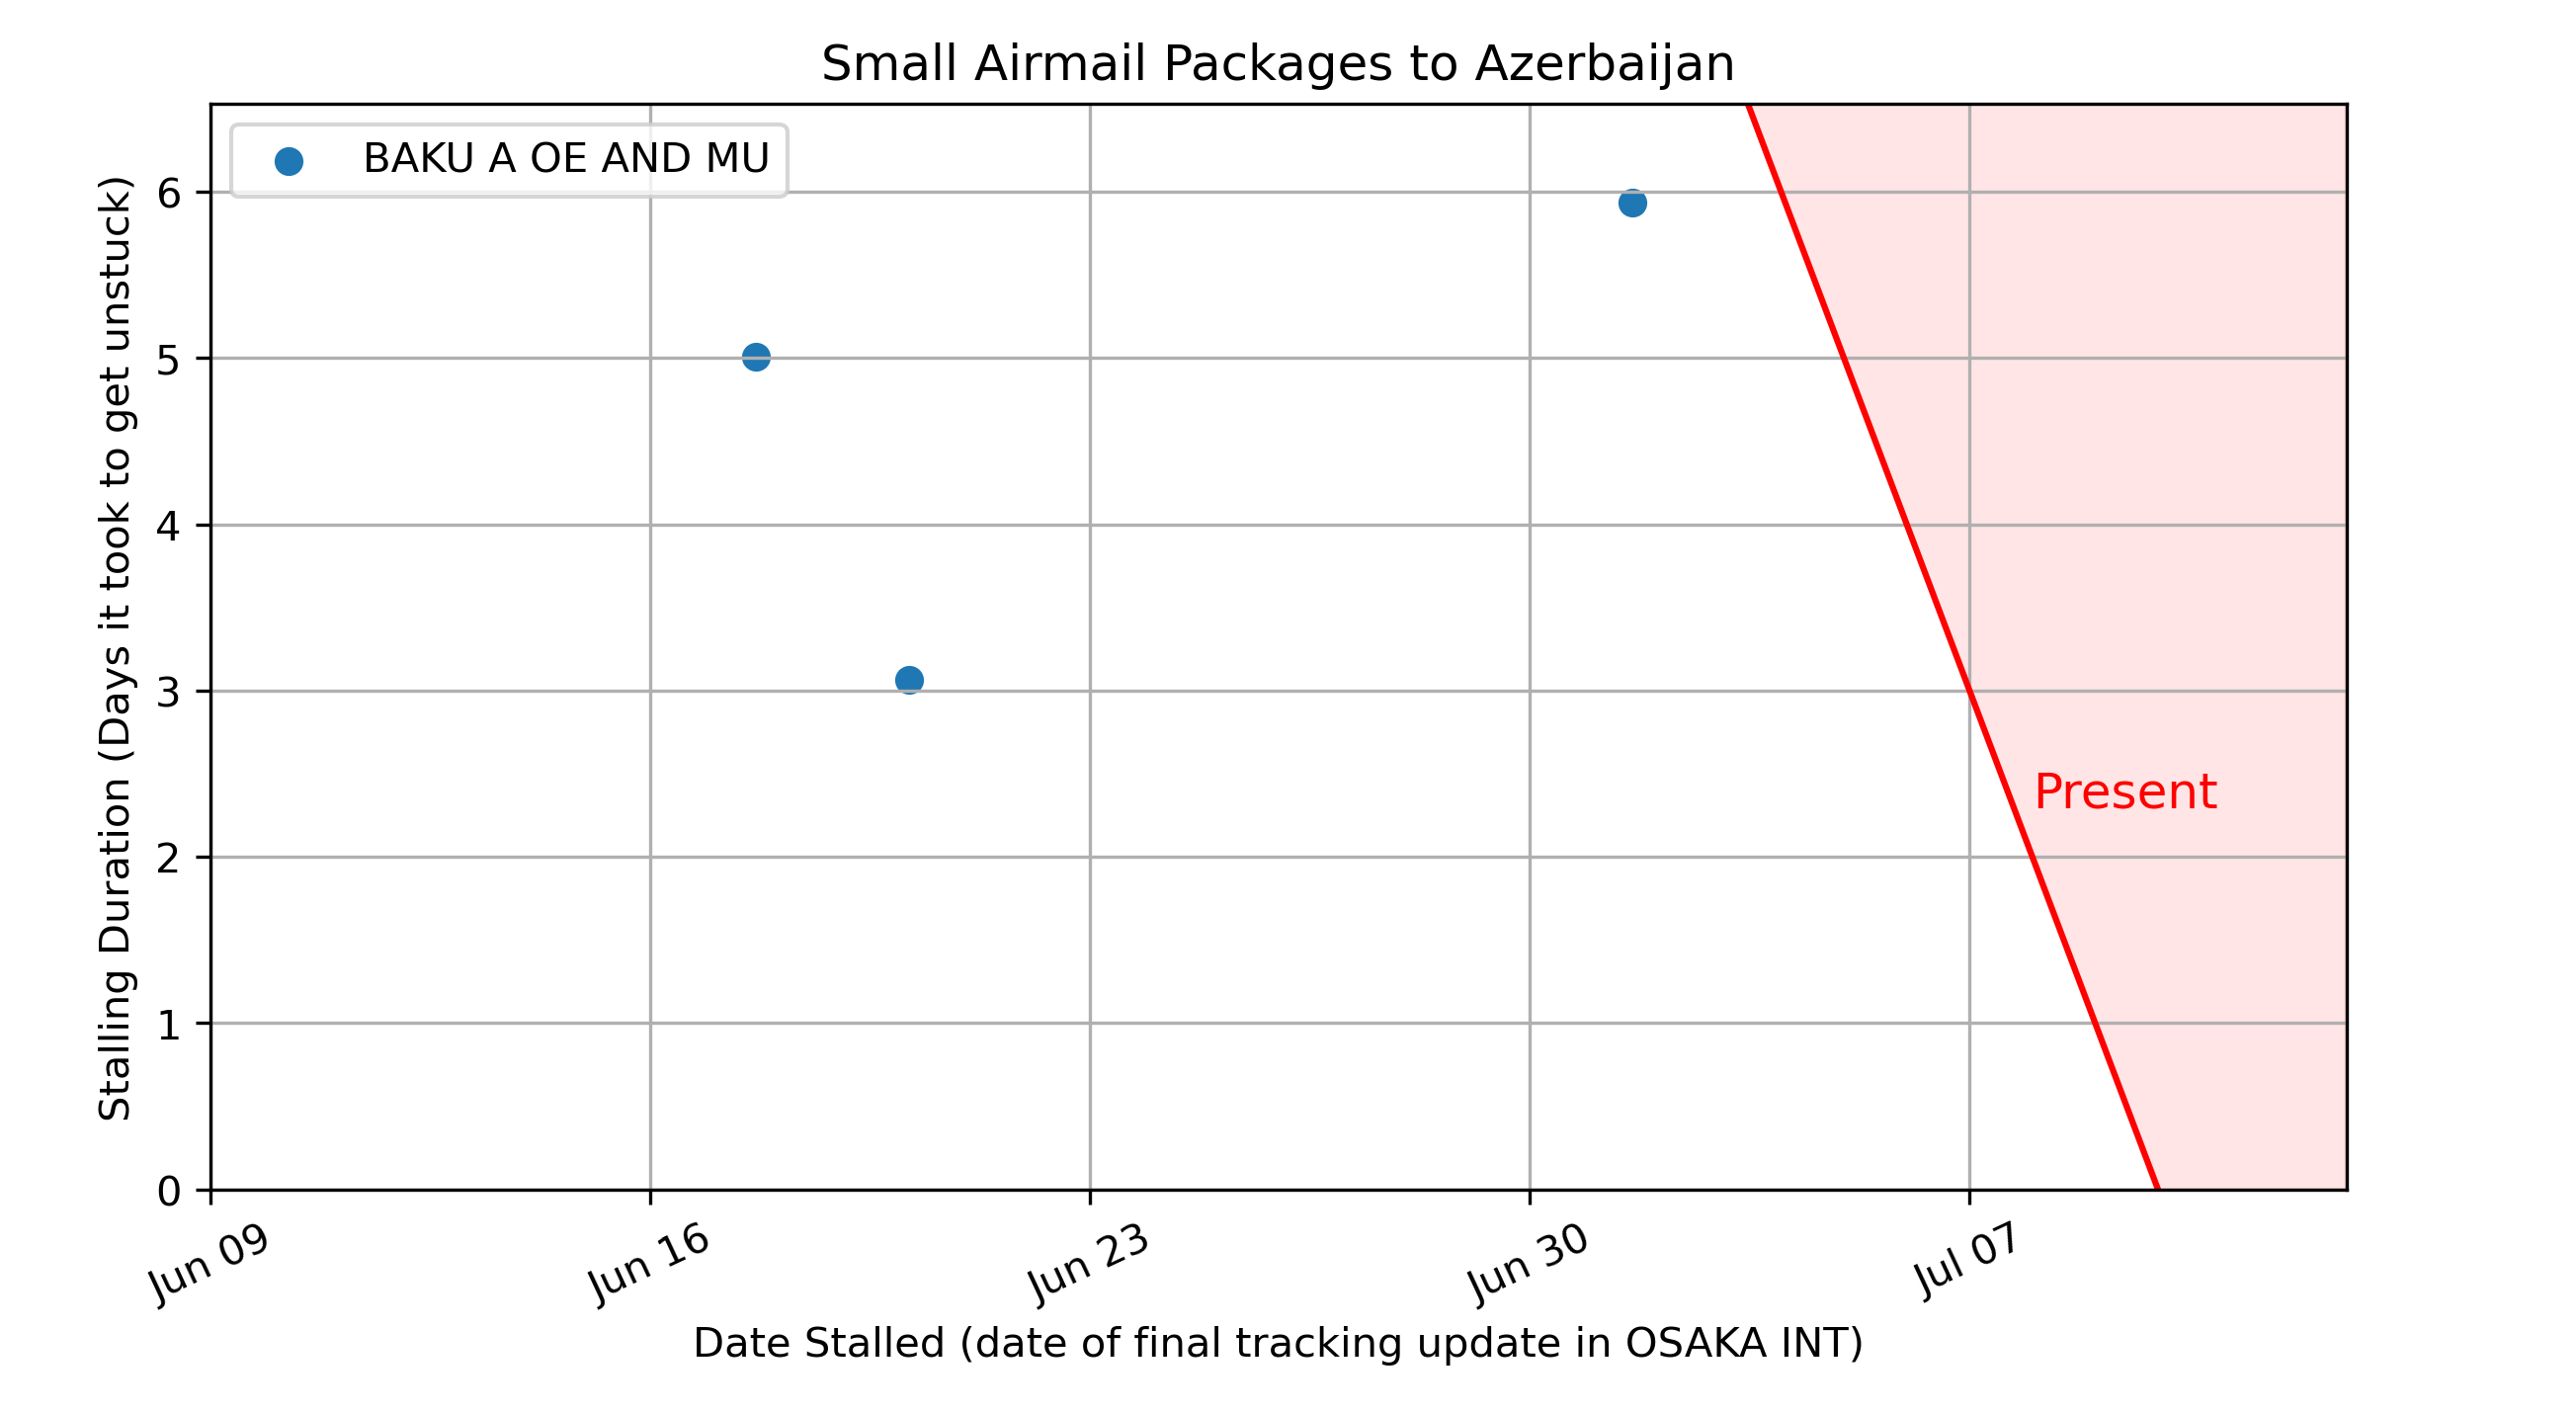 Small Airmail Packages to Azerbaijan
BAKU A OE AND MU
Stalling Duration (Days it took to get unstuck)
6
5
4
3
2
1
0
Present
Jun 09
Jun 16
Jun 23
Jun 30
Jul 07
Date Stalled (date of final tracking update in OSAKA INT)